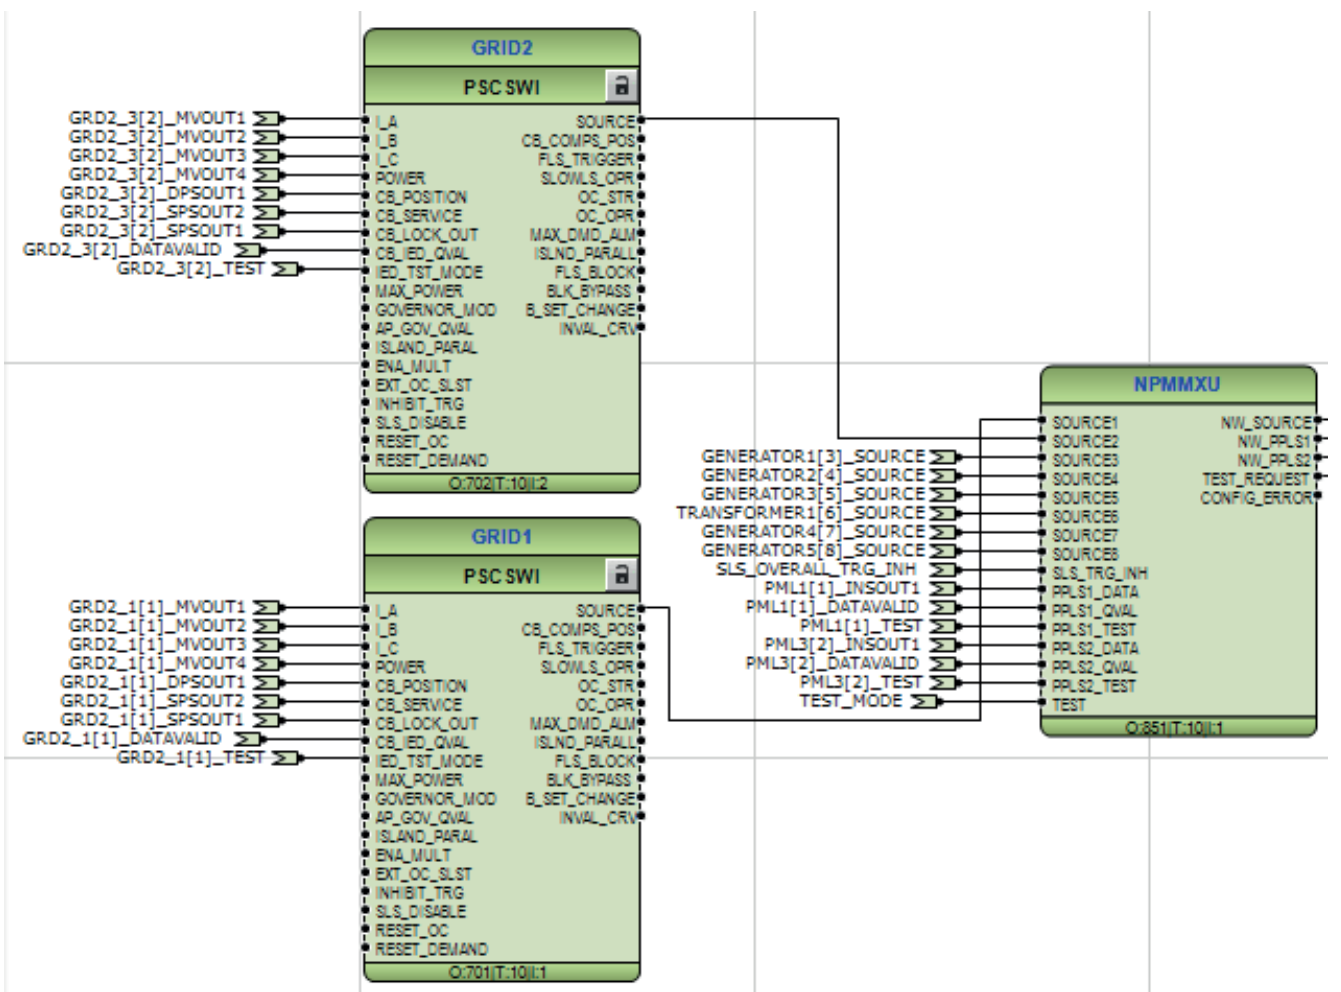 GRID2
PSCSWI
GRD2_3[2]_MVOUT1
GRD2_3[2]_MVOUT2
GRD2_3[2]_MVOUT3
GRD2_3[2]_MVOUT4
GRD2_3[2]_DPSOUT1
GRD2_3[2]_SPSOUT2
GRD2_3[2]_SPSOUT1
GRD2_3[2]_DATAVALID
GRD2_3[2]_TEST
I_A SOURCE
I_B CB_COMPS_POS
I_C FLS_TRIGGER
POWER SLOWLS_OPR
CB_POSITION OC_STR
CB_SERVICE OC_OPR
CB_LOCK_OUT MAX_DMD_ALM
CB_IED_QVAL ISLND_PARALL
IED_TST_MODE FLS_BLOCK
MAX_POWER BLK_BYPASS
GOVERNOR_MOD B_SET_CHANGE
AP_GOV_QVAL INVAL_CRV
ISLAND_PARAL
ENA_MULT
EXT_OC_SLST
INHIBIT_TRG
SLS_DISABLE
RESET_OC
RESET_DEMAND
O:702|T:10|I:2
GRID1
PSCSWI
GRD2_1[1]_MVOUT1
GRD2_1[1]_MVOUT2
GRD2_1[1]_MVOUT3
GRD2_1[1]_MVOUT4
GRD2_1[1]_DPSOUT1
GRD2_1[1]_SPSOUT2
GRD2_1[1]_SPSOUT1
GRD2_1[1]_DATAVALID
GRD2_1[1]_TEST
I_A SOURCE
I_B CB_COMPS_POS
I_C FLS_TRIGGER
POWER SLOWLS_OPR
CB_POSITION OC_STR
CB_SERVICE OC_OPR
CB_LOCK_OUT MAX_DMD_ALM
CB_IED_QVAL ISLND_PARALL
IED_TST_MODE FLS_BLOCK
MAX_POWER BLK_BYPASS
GOVERNOR_MOD B_SET_CHANGE
AP_GOV_QVAL INVAL_CRV
ISLAND_PARAL
ENA_MULT
EXT_OC_SLST
INHIBIT_TRG
SLS_DISABLE
RESET_OC
RESET_DEMAND
O:701|T:10|I:1
NPMMXU
GENERATOR1[3]_SOURCE
GENERATOR2[4]_SOURCE
GENERATOR3[5]_SOURCE
TRANSFORMER1[6]_SOURCE
GENERATOR4[7]_SOURCE
GENERATOR5[8]_SOURCE
SLS_OVERALL_TRG_INH
PML1[1]_INSOUT1
PML1[1]_DATAVALID
PML1[1]_TEST
PML3[2]_INSOUT1
PML3[2]_DATAVALID
PML3[2]_TEST
TEST_MODE
SOURCE1 NW_SOURCE
SOURCE2 NW_PPLS1
SOURCE3 NW_PPLS2
SOURCE4 TEST_REQUEST
SOURCE5 CONFIG_ERROR
SOURCE6
SOURCE7
SOURCE8
SLS_TRG_INH
PPLS1_DATA
PPLS1_QVAL
PPLS1_TEST
PPLS2_DATA
PPLS2_QVAL
PPLS2_TEST
TEST
O:851|T:10|I:1